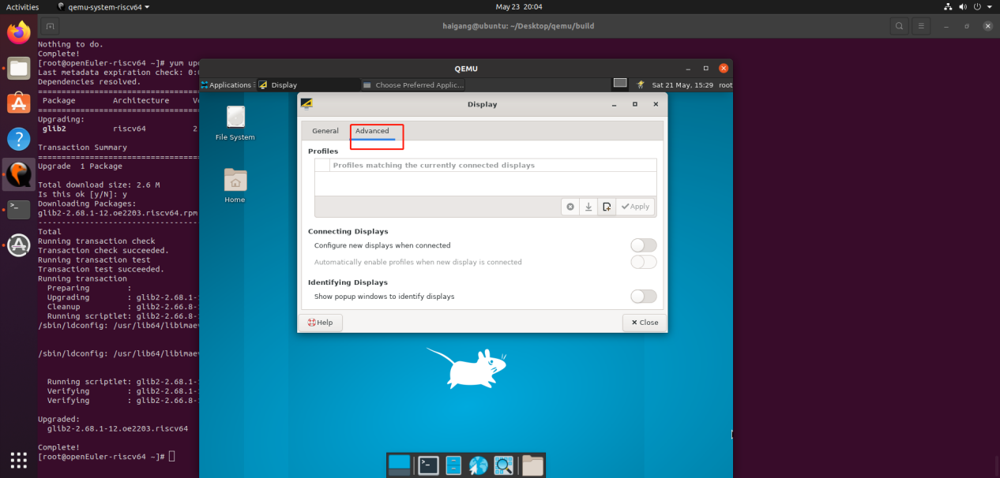 Activities
qemu-system-riscv64
May 23 20:04
haigang@ubuntu: ~/Desktop/qemu/build
Nothing to do.
Complete!
[root@openEuler-riscv64 ~]# yum
Last metadata expiration check: 0:
Dependencies resolved.
Package Architecture
Upgrading:
glib2 riscv64 2
Transaction Summary
Upgrade 1 Package
Total download size: 2.6 M
Is this ok [y/N]: y
Downloading Packages:
glib2-2.68.1-12.oe2203.riscv64.rpm
Total
Running transaction check
Transaction check succeeded.
Running transaction test
Transaction test succeeded.
Running transaction
Preparing :
Upgrading : glib2-2.68.1-
Cleanup : glib2-2.66.8-
Running scriptlet: glib2-2.66.8-
/sbin/ldconfig: /usr/lib64/libimaev
/sbin/ldconfig: /usr/lib64/libimaev
Running scriptlet: glib2-2.68.1-
Verifying : glib2-2.68.1-
Verifying : glib2-2.66.8-
Upgraded:
glib2-2.68.1-12.oe2203.riscv64
Complete!
[root@openEuler-riscv64 ~]#
QEMU
Applications
Display
Choose Preferred Applic...
Sat 21 May, 15:29 root
File System
Home
Display
General
Advanced
Profiles
Profiles matching the currently connected displays
Apply
Connecting Displays
Configure new displays when connected
Automatically enable profiles when new display is connected
Identifying Displays
Show popup windows to identify displays
Help
Close